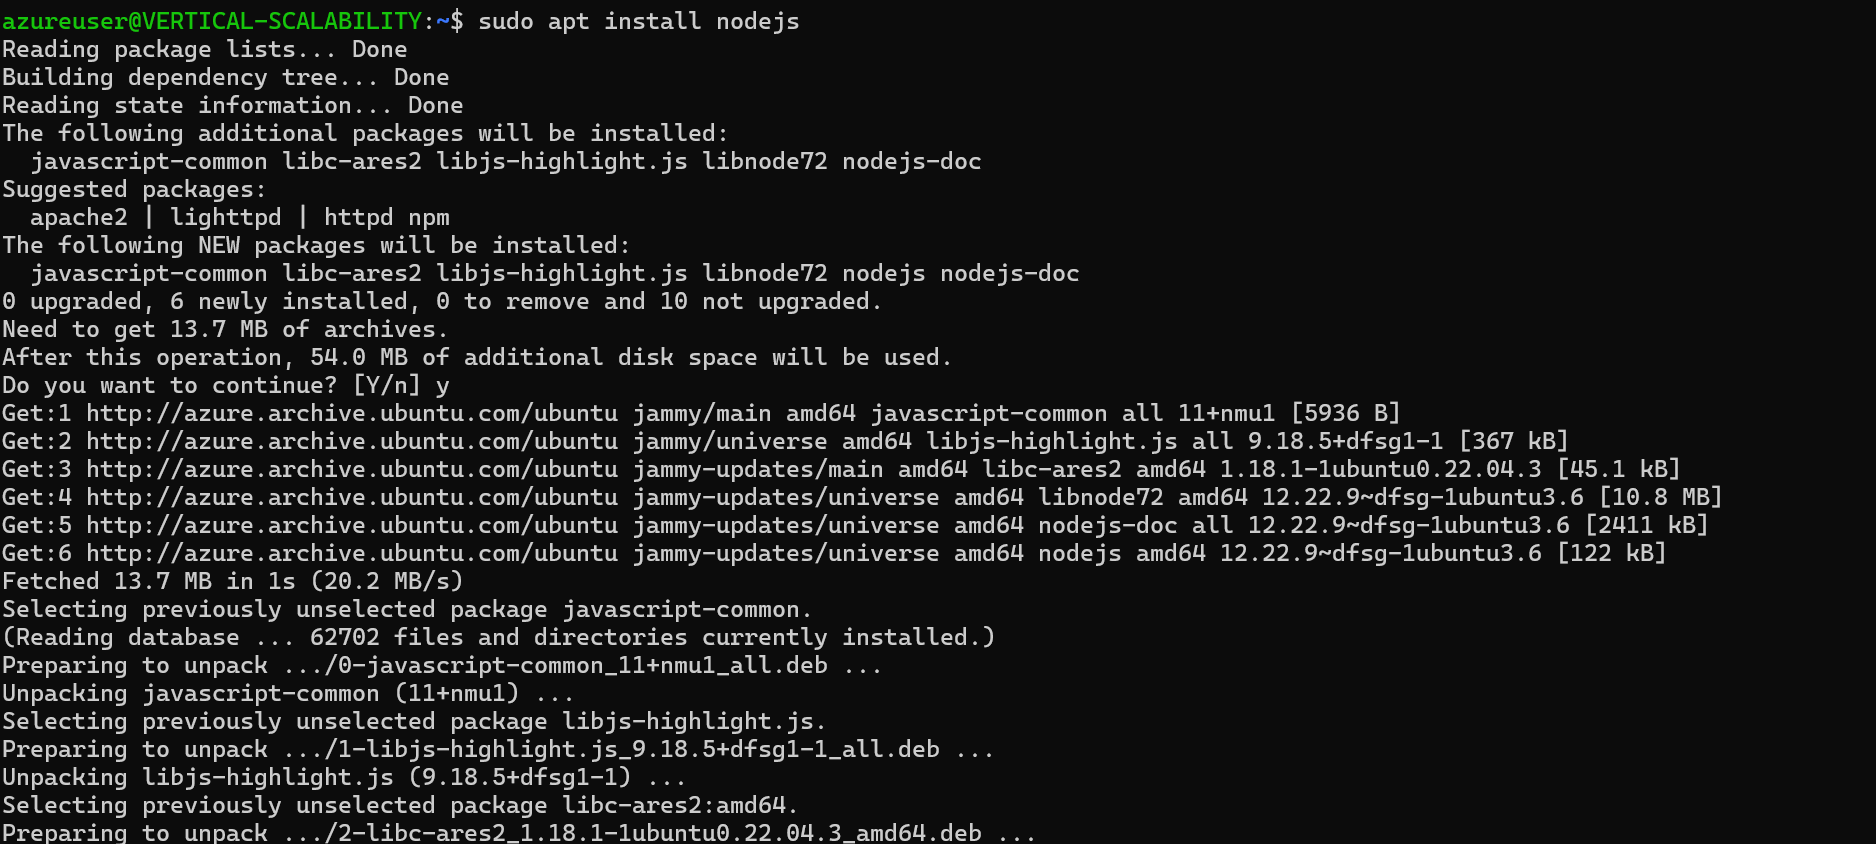 azureuser@VERTICAL-SCALABILITY:~$ sudo apt install nodejs
Reading package lists... Done
Building dependency tree... Done
Reading state information... Done
The following additional packages will be installed:
  javascript-common libc-ares2 libjs-highlight.js libnode72 nodejs-doc
Suggested packages:
  apache2 | lighttpd | httpd npm
The following NEW packages will be installed:
  javascript-common libc-ares2 libjs-highlight.js libnode72 nodejs nodejs-doc
0 upgraded, 6 newly installed, 0 to remove and 10 not upgraded.
Need to get 13.7 MB of archives.
After this operation, 54.0 MB of additional disk space will be used.
Do you want to continue? [Y/n] y
Get:1 http://azure.archive.ubuntu.com/ubuntu jammy/main amd64 javascript-common all 11+nmu1 [5936 B]
Get:2 http://azure.archive.ubuntu.com/ubuntu jammy/universe amd64 libjs-highlight.js all 9.18.5+dfsg1-1 [367 kB]
Get:3 http://azure.archive.ubuntu.com/ubuntu jammy-updates/main amd64 libc-ares2 amd64 1.18.1-1ubuntu0.22.04.3 [45.1 kB]
Get:4 http://azure.archive.ubuntu.com/ubuntu jammy-updates/universe amd64 libnode72 amd64 12.22.9~dfsg-1ubuntu3.6 [10.8 MB]
Get:5 http://azure.archive.ubuntu.com/ubuntu jammy-updates/universe amd64 nodejs-doc all 12.22.9~dfsg-1ubuntu3.6 [2411 kB]
Get:6 http://azure.archive.ubuntu.com/ubuntu jammy-updates/universe amd64 nodejs amd64 12.22.9~dfsg-1ubuntu3.6 [122 kB]
Fetched 13.7 MB in 1s (20.2 MB/s)
Selecting previously unselected package javascript-common.
(Reading database ... 62702 files and directories currently installed.)
Preparing to unpack .../0-javascript-common_11+nmu1_all.deb ...
Unpacking javascript-common (11+nmu1) ...
Selecting previously unselected package libjs-highlight.js.
Preparing to unpack .../1-libjs-highlight.js_9.18.5+dfsg1-1_all.deb ...
Unpacking libjs-highlight.js (9.18.5+dfsg1-1) ...
Selecting previously unselected package libc-ares2:amd64.
Preparing to unpack .../2-libc-ares2_1.18.1-1ubuntu0.22.04.3_amd64.deb ...